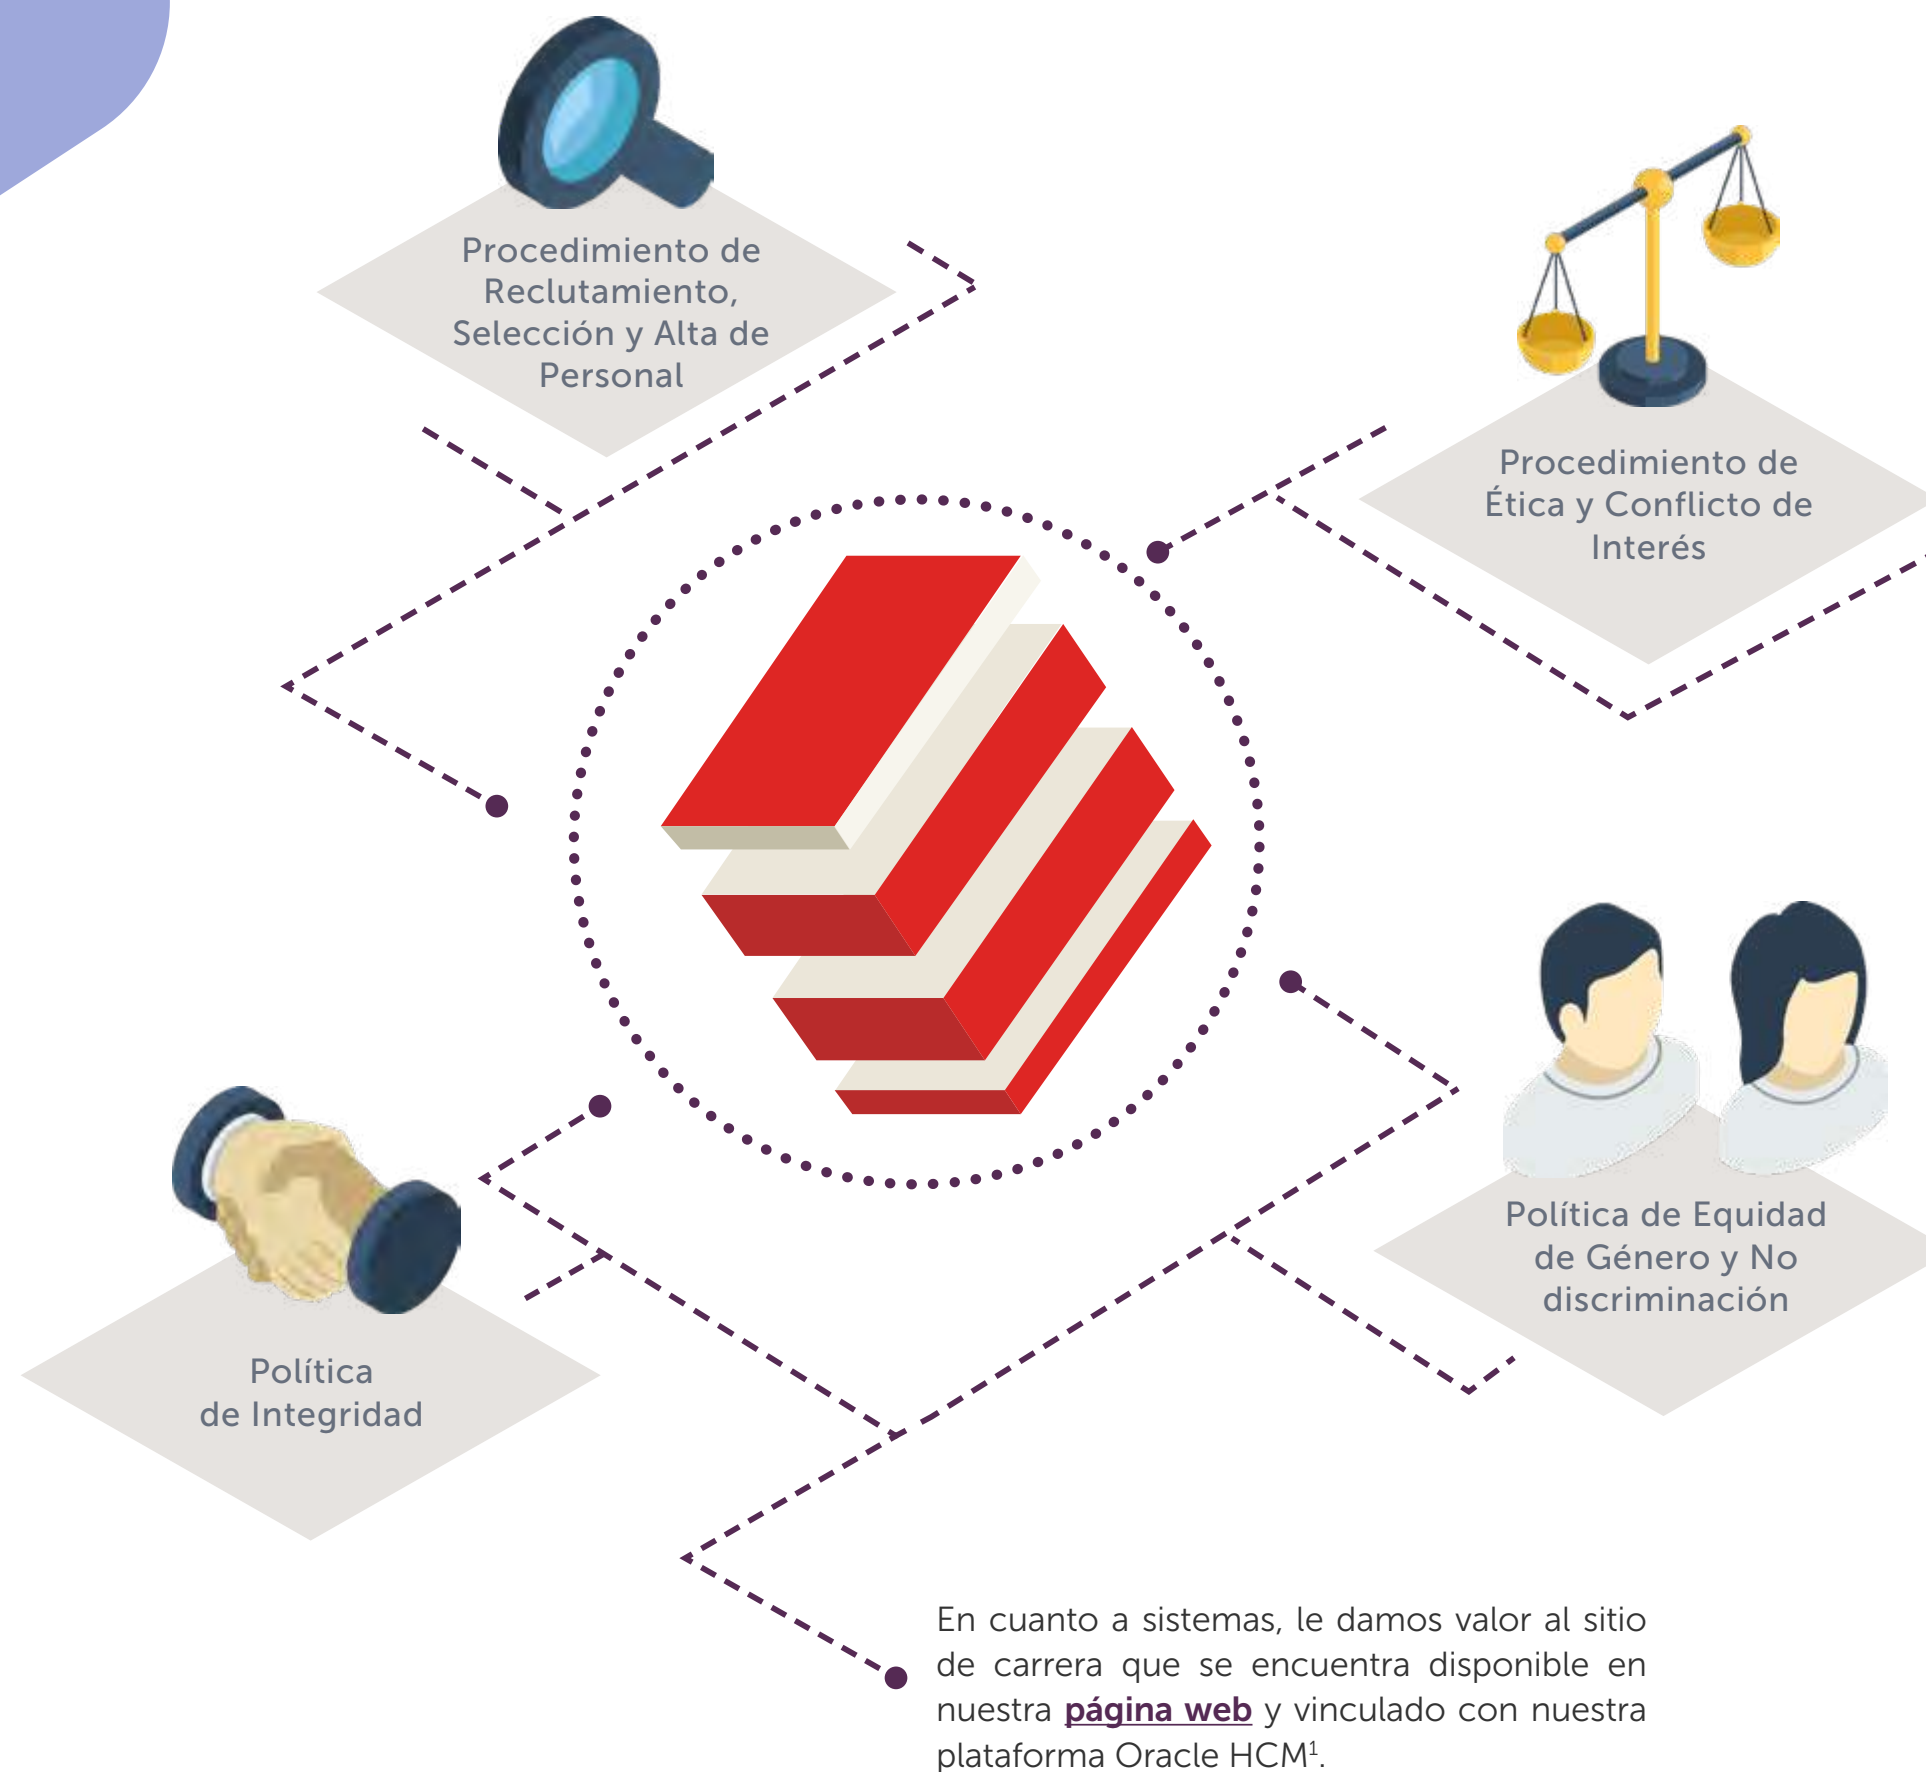 Procedimiento de
Reclutamiento,
Selección y Alta de
Personal
Procedimiento de
Ética y Conflicto de
Interés
Política de Equidad
de Género y No
discriminación
Política
de Integridad
En cuanto a sistemas, le damos valor al sitio
de carrera que se encuentra disponible en
nuestra página web y vinculado con nuestra
plataforma Oracle HCM¹.